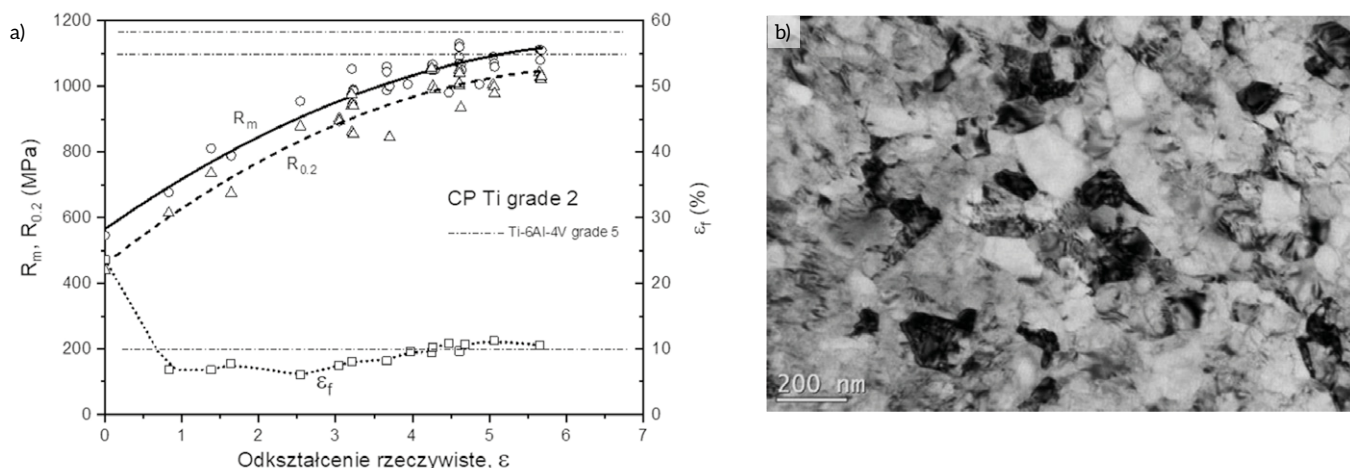 a)
1200
1000
800
600
400
200
0
R_m, R_0.2 (MPa)
R_m
R_0.2
CP Ti grade 2
Ti-6Al-4V grade 5
ε_f
60
50
40
30
20
10
0
ε_f (%)
0 1 2 3 4 5 6 7
Odkształcenie rzeczywiste, ε
b)
200 nm